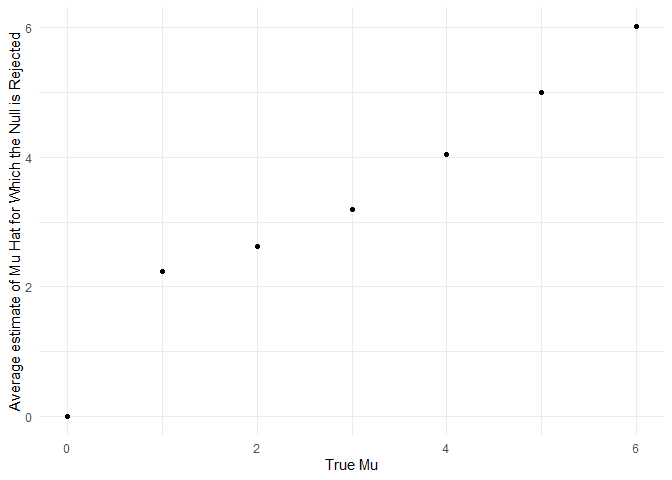 Average estimate of Mu Hat for Which the Null is Rejected
6
4
2
0
0 2 4 6
True Mu